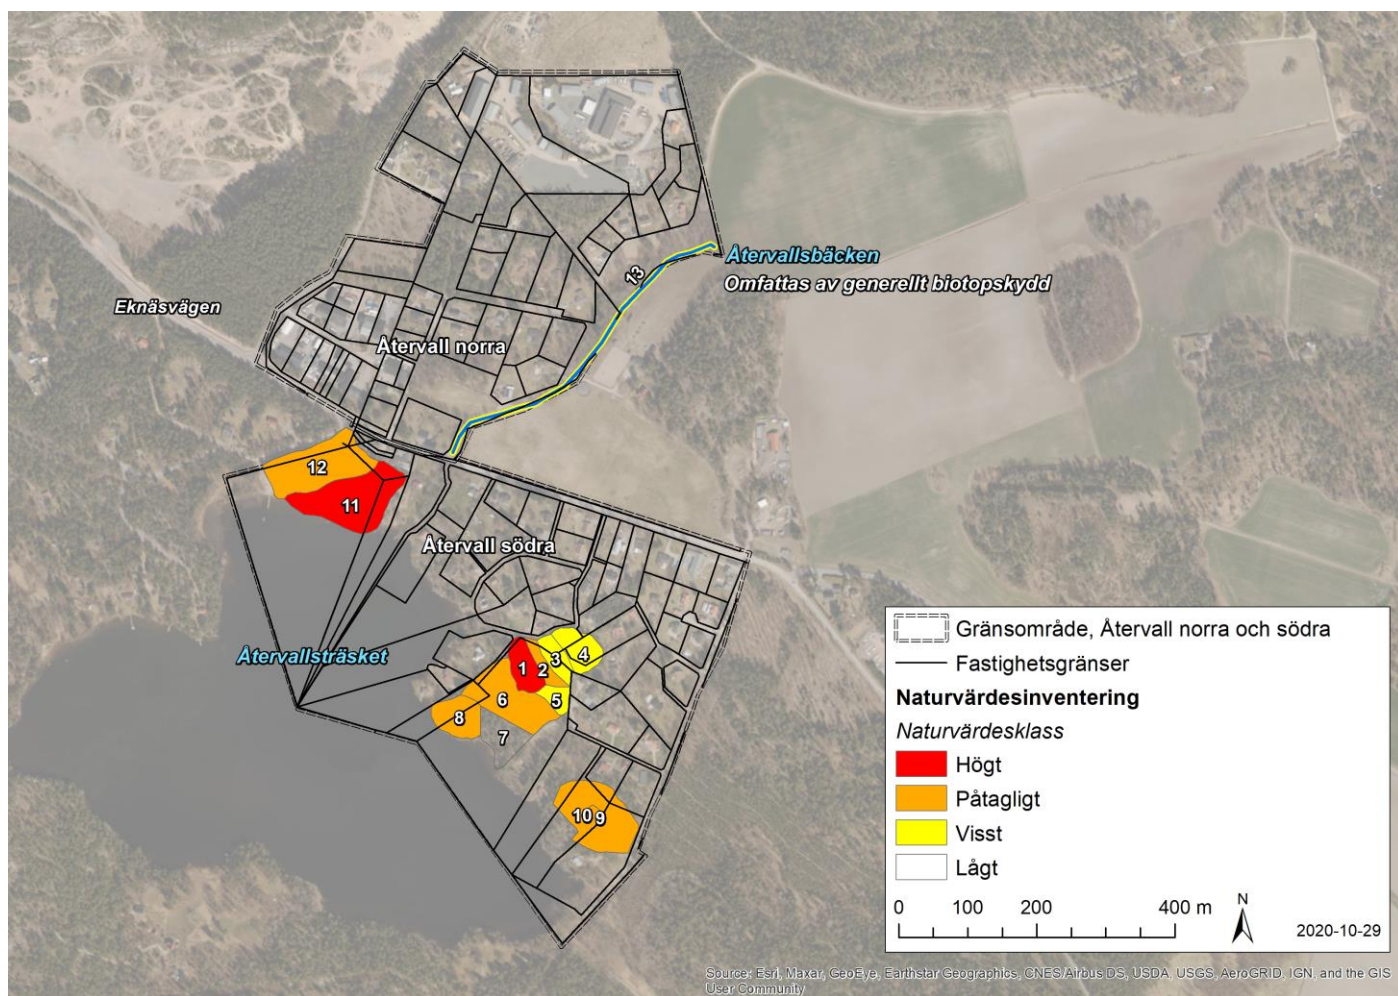 Återvallsbäcken
Omfattas av generellt biotopskydd
13
Eknäsvägen
Återvall norra
12
11
Återvall södra
Återvallsträsket
1
2
3
4
5
6
7
8
10
9
Gränsområde, Återvall norra och södra
Fastighetsgränser
Naturvärdesinventering
Naturvärdesklass
Högt
Påtagligt
Visst
Lågt
0 100 200 400 m
N
2020-10-29
Source: Esri, Maxar, GeoEye, Earthstar Geographics, CNES/Airbus DS, USDA, USGS, AeroGRID, IGN, and the GIS
User Community